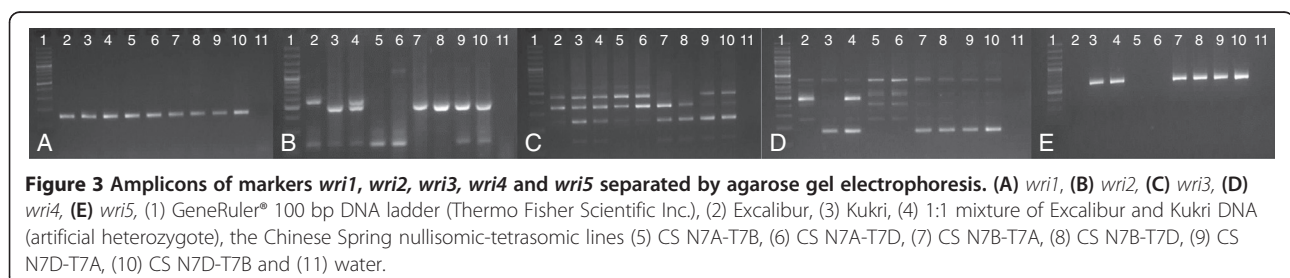 1 2 3 4 5 6 7 8 9 10 11 1 2 3 4 5 6 7 8 9 10 11 1 2 3 4 5 6 7 8 9 10 11 1 2 3 4 5 6 7 8 9 10 11 1 2 3 4 5 6 7 8 9 10 11
A B C D E
Figure 3 Amplicons of markers wri1, wri2, wri3, wri4 and wri5 separated by agarose gel electrophoresis. (A) wri1, (B) wri2, (C) wri3, (D)
wri4, (E) wri5, (1) GeneRuler® 100 bp DNA ladder (Thermo Fisher Scientific Inc.), (2) Excalibur, (3) Kukri, (4) 1:1 mixture of Excalibur and Kukri DNA
(artificial heterozygote), the Chinese Spring nullisomic-tetrasomic lines (5) CS N7A-T7B, (6) CS N7A-T7D, (7) CS N7B-T7A, (8) CS N7B-T7D, (9) CS
N7D-T7A, (10) CS N7D-T7B and (11) water.